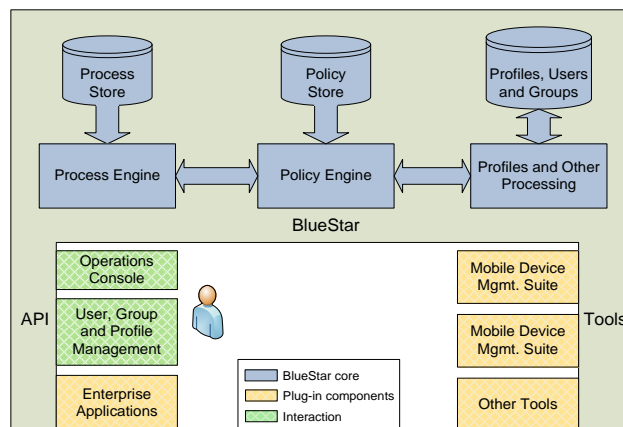 Process
Store
Policy
Store
Profiles, Users
and Groups
Process Engine
Policy Engine
Profiles and Other
Processing
BlueStar
Operations
Console
Mobile Device
Mgmt. Suite
API
User, Group
and Profile
Management
Mobile Device
Mgmt. Suite
Tools
Enterprise
Applications
BlueStar core
Plug-in components
Interaction
Other Tools